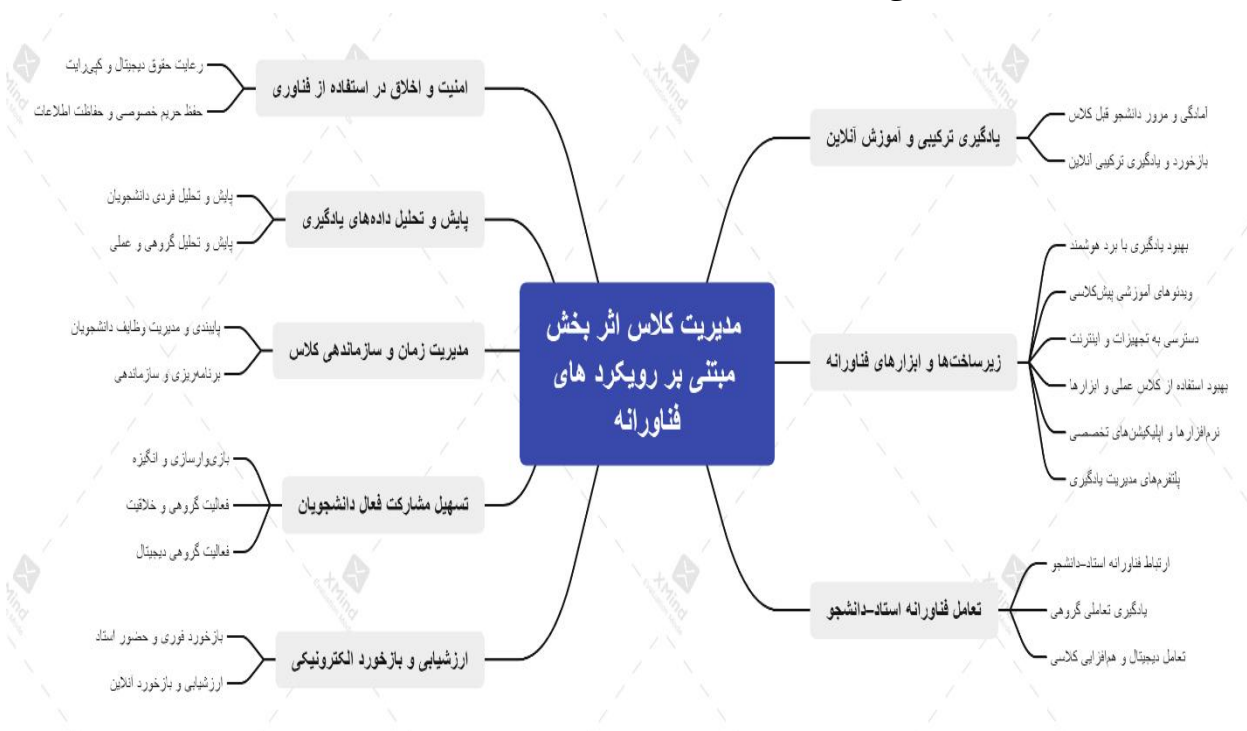 مدیریت کلاس اثر بخش
مبتنی بر رویکرد های
فناورانه
یادگیری ترکیبی و آموزش آنلاین
آمادگی و مرور دانشجو قبل کلاس
بازخورد و یادگیری ترکیبی آنلاین
زیرساخت‌ها و ابزارهای فناورانه
بهبود یادگیری با برد هوشمند
ویدئوهای آموزشی پیش‌کلاسی
دسترسی به تجهیزات و اینترنت
بهبود استفاده از کلاس عملی و ابزارها
نرم‌افزارها و اپلیکیشن‌های تخصصی
پلتفرم‌های مدیریت یادگیری
تعامل فناورانه استاد–دانشجو
ارتباط فناورانه استاد–دانشجو
یادگیری تعاملی گروهی
تعامل دیجیتال و هم‌افزایی کلاسی
امنیت و اخلاق در استفاده از فناوری
رعایت حقوق دیجیتال و کپی‌رایت
حفظ حریم خصوصی و حفاظت اطلاعات
پایش و تحلیل داده‌های یادگیری
پایش و تحلیل فردی دانشجویان
پایش و تحلیل گروهی و عملی
مدیریت زمان و سازماندهی کلاس
پایبندی و مدیریت وظایف دانشجویان
برنامه‌ریزی و سازماندهی
تسهیل مشارکت فعال دانشجویان
بازی‌وارسازی و انگیزه
فعالیت گروهی و خلاقیت
فعالیت گروهی دیجیتال
ارزشیابی و بازخورد الکترونیکی
بازخورد فوری و حضور استاد
ارزشیابی و بازخورد آنلاین
XMind
XMind
XMind
XMind
XMind
XMind